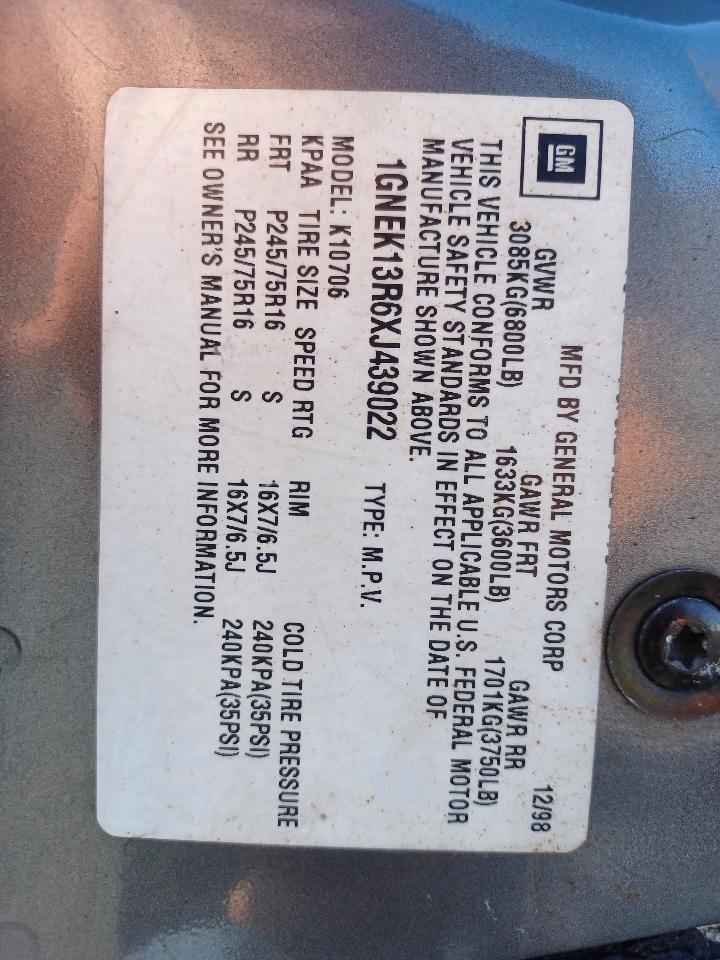 GM
MFD BY GENERAL MOTORS CORP 12/98
GVWR GAWR FRT GAWR RR
3085KG(6800LB) 1633KG(3600LB) 1701KG(3750LB)
THIS VEHICLE CONFORMS TO ALL APPLICABLE U.S. FEDERAL MOTOR
VEHICLE SAFETY STANDARDS IN EFFECT ON THE DATE OF
MANUFACTURE SHOWN ABOVE.
1GNEK13R6XJ439022 TYPE: M.P.V.
MODEL: K10706
KPAA TIRE SIZE SPEED RTG RIM COLD TIRE PRESSURE
FRT P245/75R16 S 16X7/6.5J 240KPA(35PSI)
RR P245/75R16 S 16X7/6.5J 240KPA(35PSI)
SEE OWNER'S MANUAL FOR MORE INFORMATION.